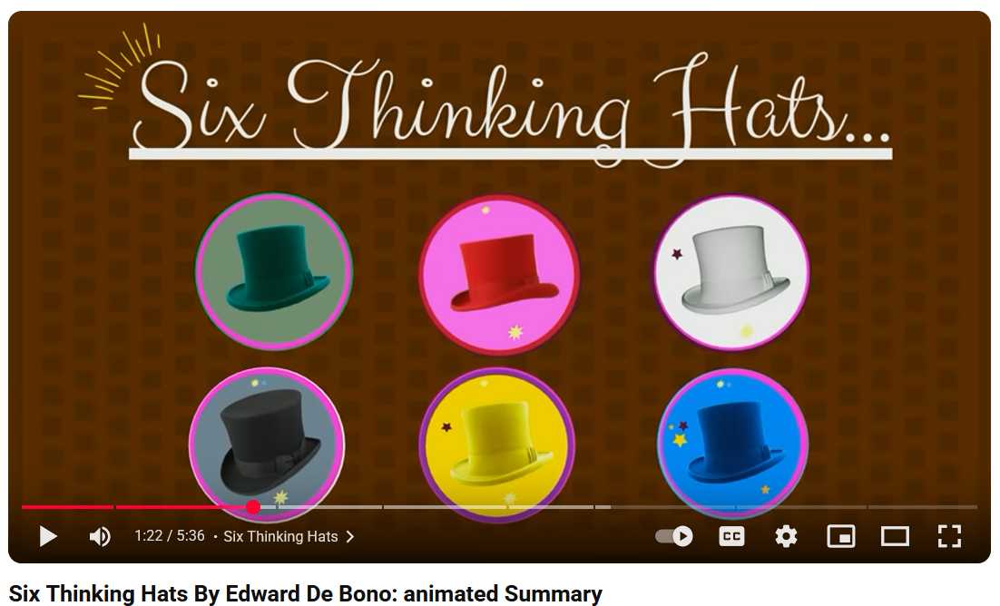 Six Thinking Hats...
1:22 / 5:36 • Six Thinking Hats >
CC
Six Thinking Hats By Edward De Bono: animated Summary